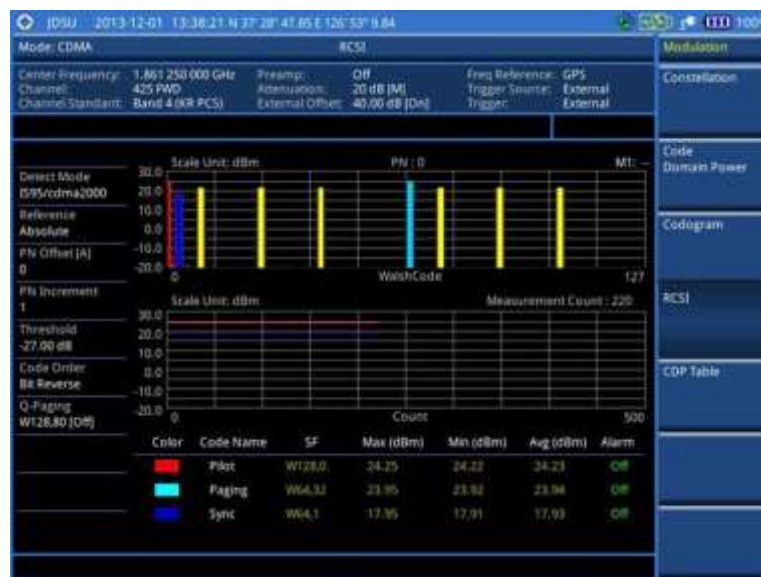 JDSU 2013-12-01 13:38:21 N 37° 28" 47.85 E 126° 53" 9.84 100%
Mode: CDMA RCSI Modulation
Center Frequency: 1.861 250 000 GHz Preamp: Off Freq Reference: GPS
Channel: 425 FWD Attenuation: 20 dB [M] Trigger Source: External
Channel Standard: Band 4 (KR PCS) External Offset: 40.00 dB [On] Trigger: External
Constellation
Code
Domain Power
Codogram
RCSI
CDP Table
Detect Mode
IS95/cdma2000
Reference
Absolute
PN Offset [A]
0
PN Increment
1
Threshold
-27.00 dB
Code Order
Bit Reverse
Q-Paging
W128,80 [Off]
Scale Unit: dBm PN : 0 M1: --
30.0
20.0
10.0
0.0
-10.0
-20.0
0 WalshCode 127
Scale Unit: dBm Measurement Count : 220
30.0
20.0
10.0
0.0
-10.0
-20.0
0 Count 500
Color Code Name SF Max (dBm) Min (dBm) Avg (dBm) Alarm
Pilot W128,0 24.25 24.22 24.23 Off
Paging W64,32 23.95 23.92 23.94 Off
Sync W64,1 17.95 17.91 17.93 Off